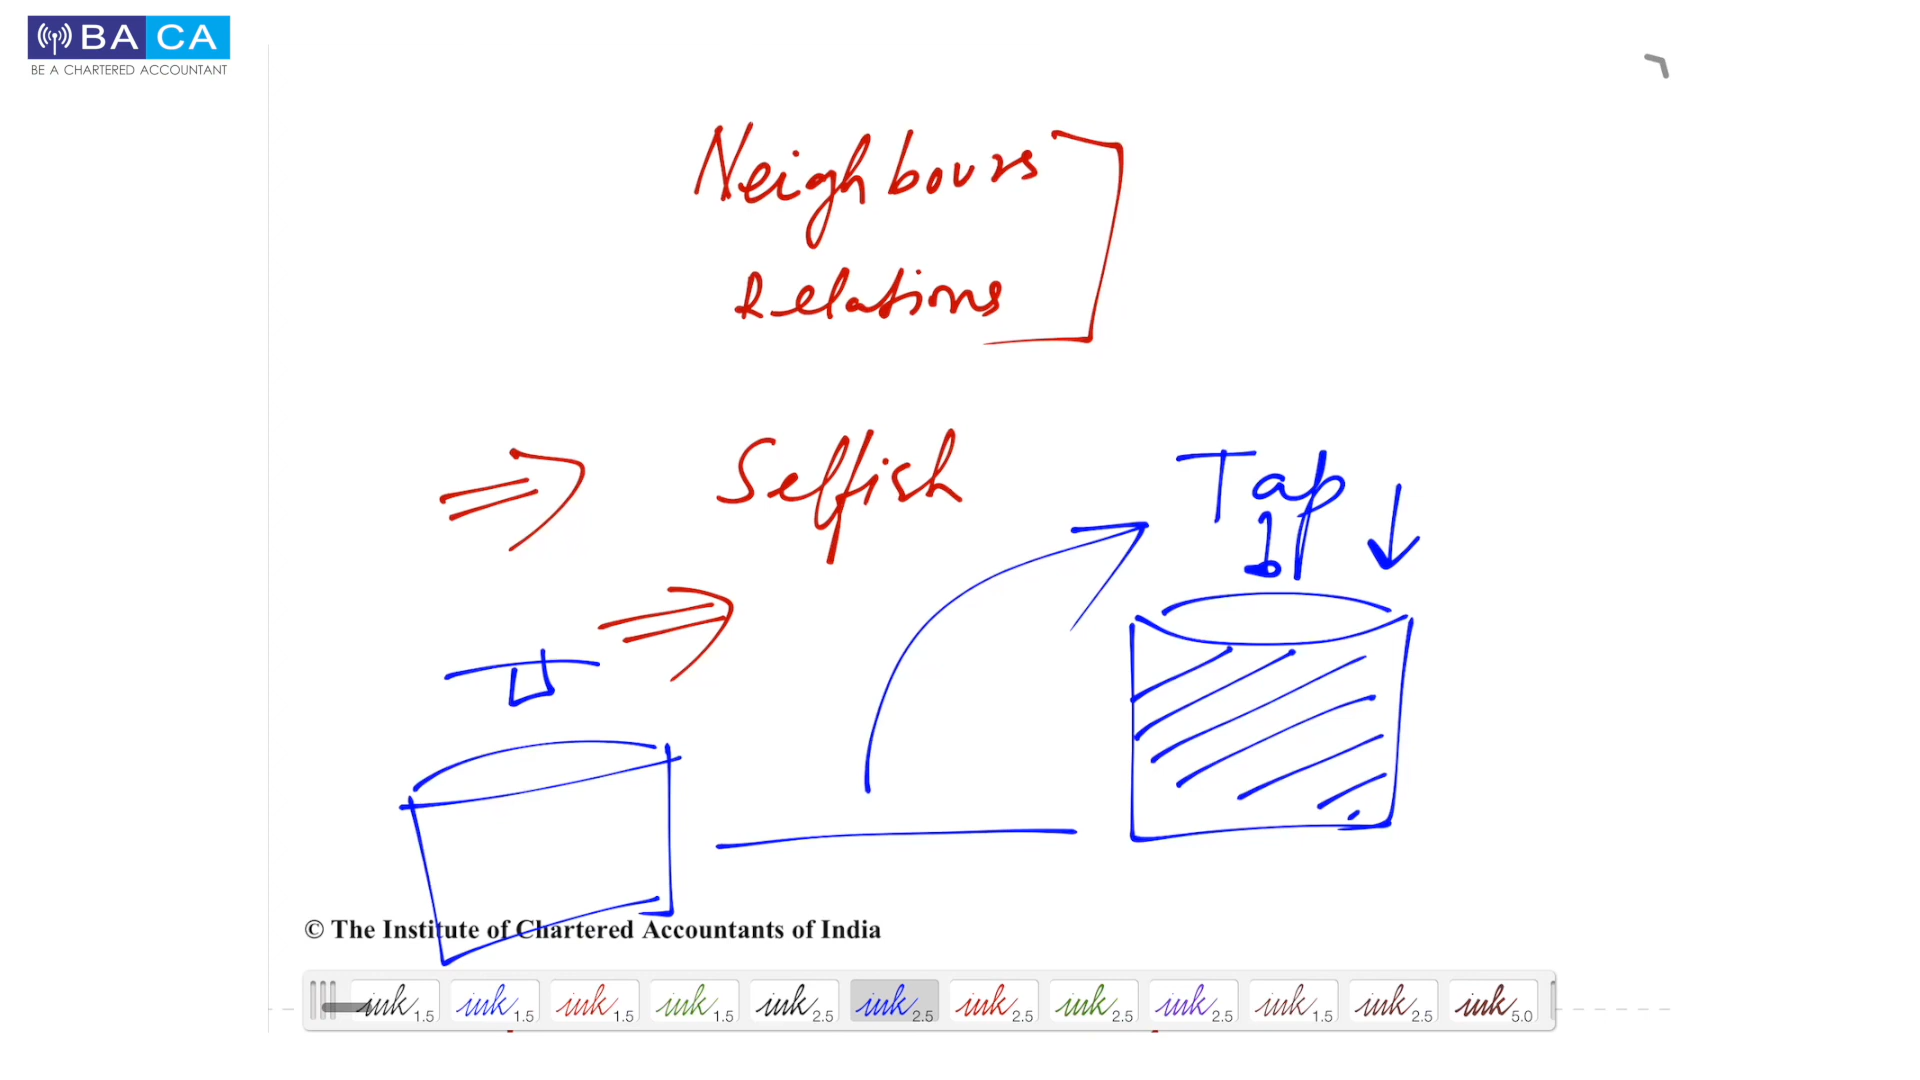 BA CA
BE A CHARTERED ACCOUNTANT
Neighbours
Relations
Selfish
Tap
© The Institute of Chartered Accountants of India
ink 1.5 ink 1.5 ink 1.5 ink 1.5 ink 2.5 ink 2.5 ink 2.5 ink 2.5 ink 2.5 ink 1.5 ink 2.5 ink 5.0